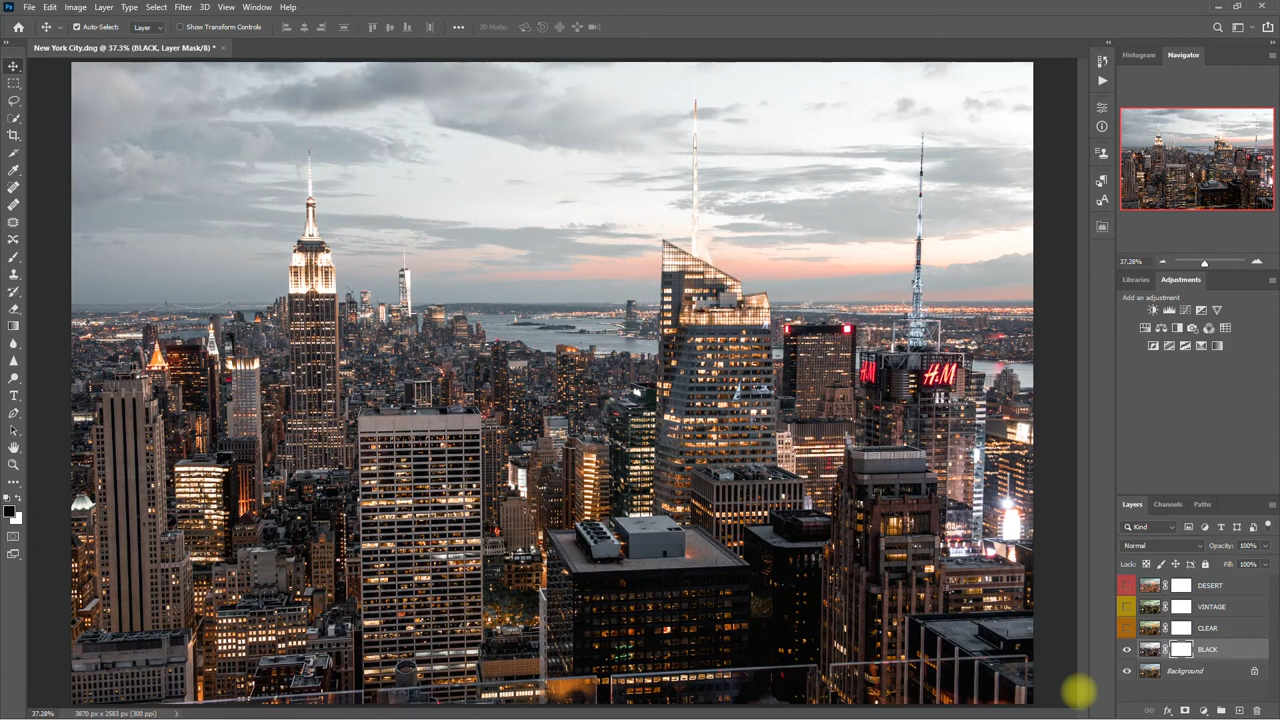 Ps File Edit Image Layer Type Select Filter 3D View Window Help
Auto-Select: Layer Show Transform Controls 3D Mode:
New York City.dng @ 37.3% (BLACK, Layer Mask/8) * ×
Histogram Navigator
37.28%
Libraries Adjustments
Add an adjustment
H&M
Layers Channels Paths
Kind
Normal Opacity: 100%
Lock: Fill: 100%
DESERT
VINTAGE
CLEAR
BLACK
Background
37.28% 3870 px x 2583 px (300 ppi)